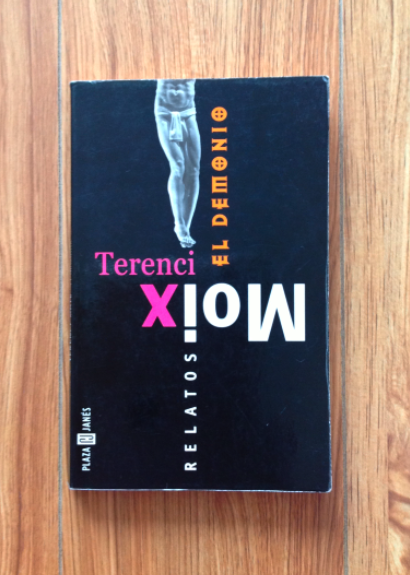 Terenci
Moix
EL DEMONIO
RELATOS
PLAZA JANÉS